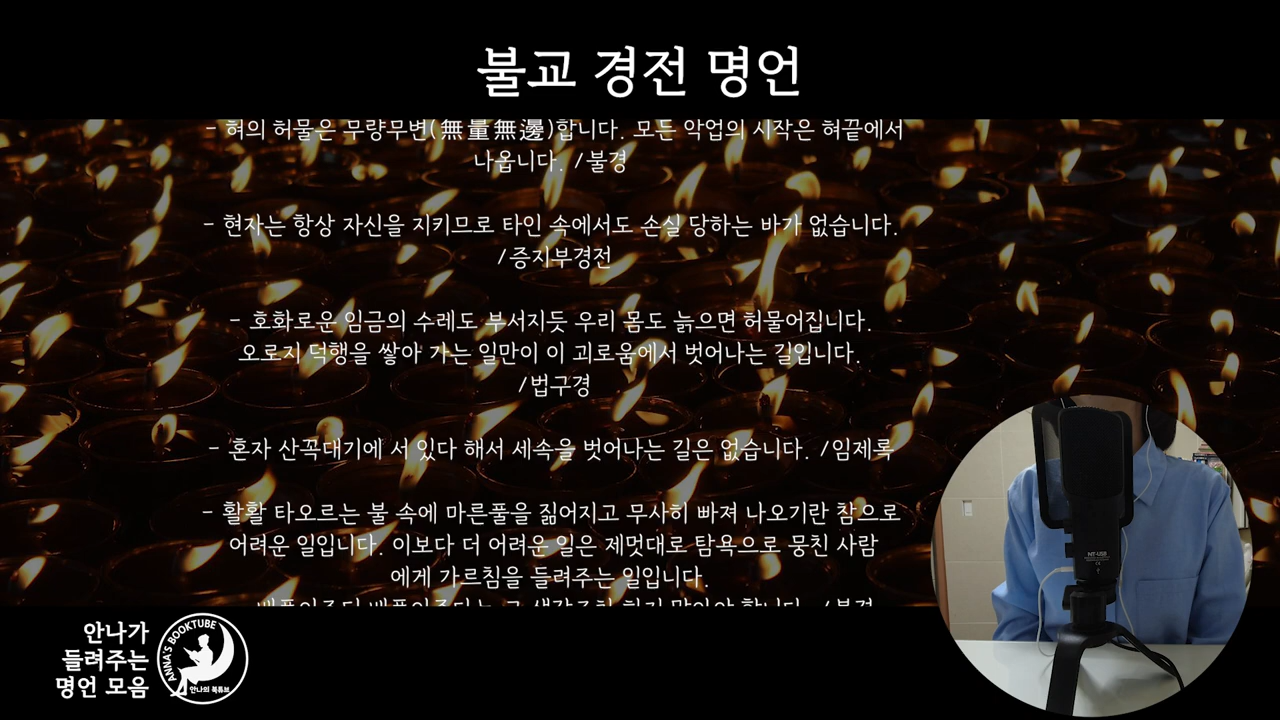 불교 경전 명언
- 혀의 허물은 무량무변(無量無邊)합니다. 모든 악업의 시작은 혀끝에서
나옵니다. /불경
- 현자는 항상 자신을 지키므로 타인 속에서도 손실 당하는 바가 없습니다.
/증지부경전
- 호화로운 임금의 수레도 부서지듯 우리 몸도 늙으면 허물어집니다.
오로지 덕행을 쌓아 가는 일만이 이 괴로움에서 벗어나는 길입니다.
/법구경
- 혼자 산꼭대기에 서 있다 해서 세속을 벗어나는 길은 없습니다. /임제록
- 활활 타오르는 불 속에 마른풀을 짊어지고 무사히 빠져 나오기란 참으로
어려운 일입니다. 이보다 더 어려운 일은 제멋대로 탐욕으로 뭉친 사람
에게 가르침을 들려주는 일입니다.
안나가
들려주는
명언 모음
ANNA'S BOOKTUBE
안나의 북튜브
NT-USB